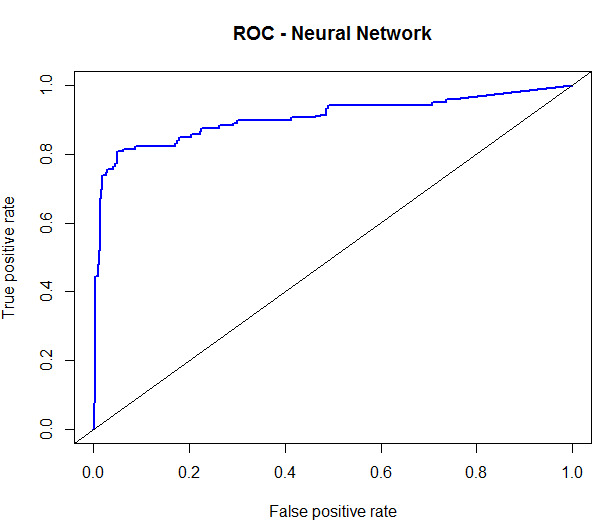 ROC - Neural Network
True positive rate
1.0
0.8
0.6
0.4
0.2
0.0
0.0 0.2 0.4 0.6 0.8 1.0
False positive rate